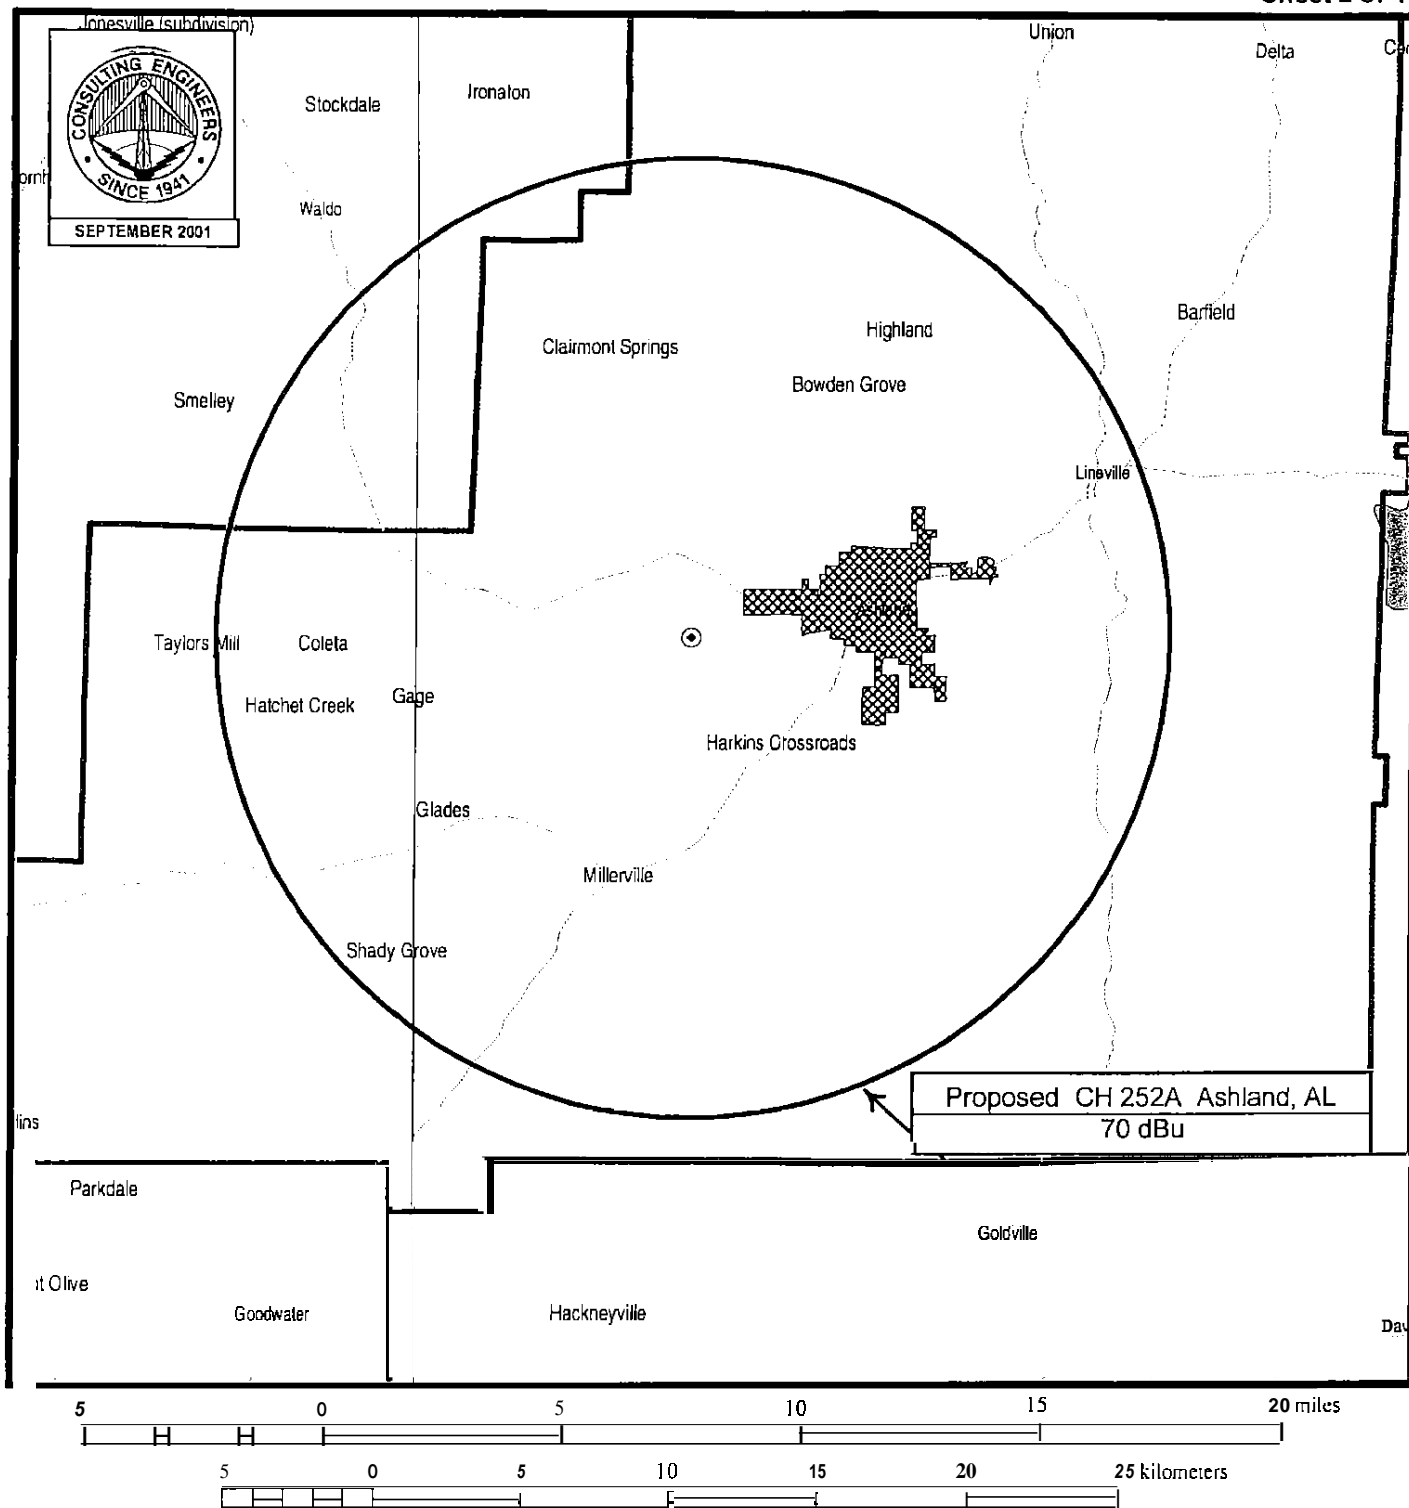 Jonesville (subdivision)
CONSULTING ENGINEERS
SINCE 1941
SEPTEMBER 2001
Stockdale
Ironaton
Union
Delta
Waldo
Barfield
Highland
Clairmont Springs
Bowden Grove
Smelley
Lineville
Taylors Mill
Coleta
Gage
Hatchet Creek
Harkins Crossroads
Glades
Millerville
Shady Grove
Proposed CH 252A Ashland, AL
70 dBu
Parkdale
Goldville
Goodwater
Hackneyville
5 0 5 10 15 20 miles
5 0 5 10 15 20 25 kilometers